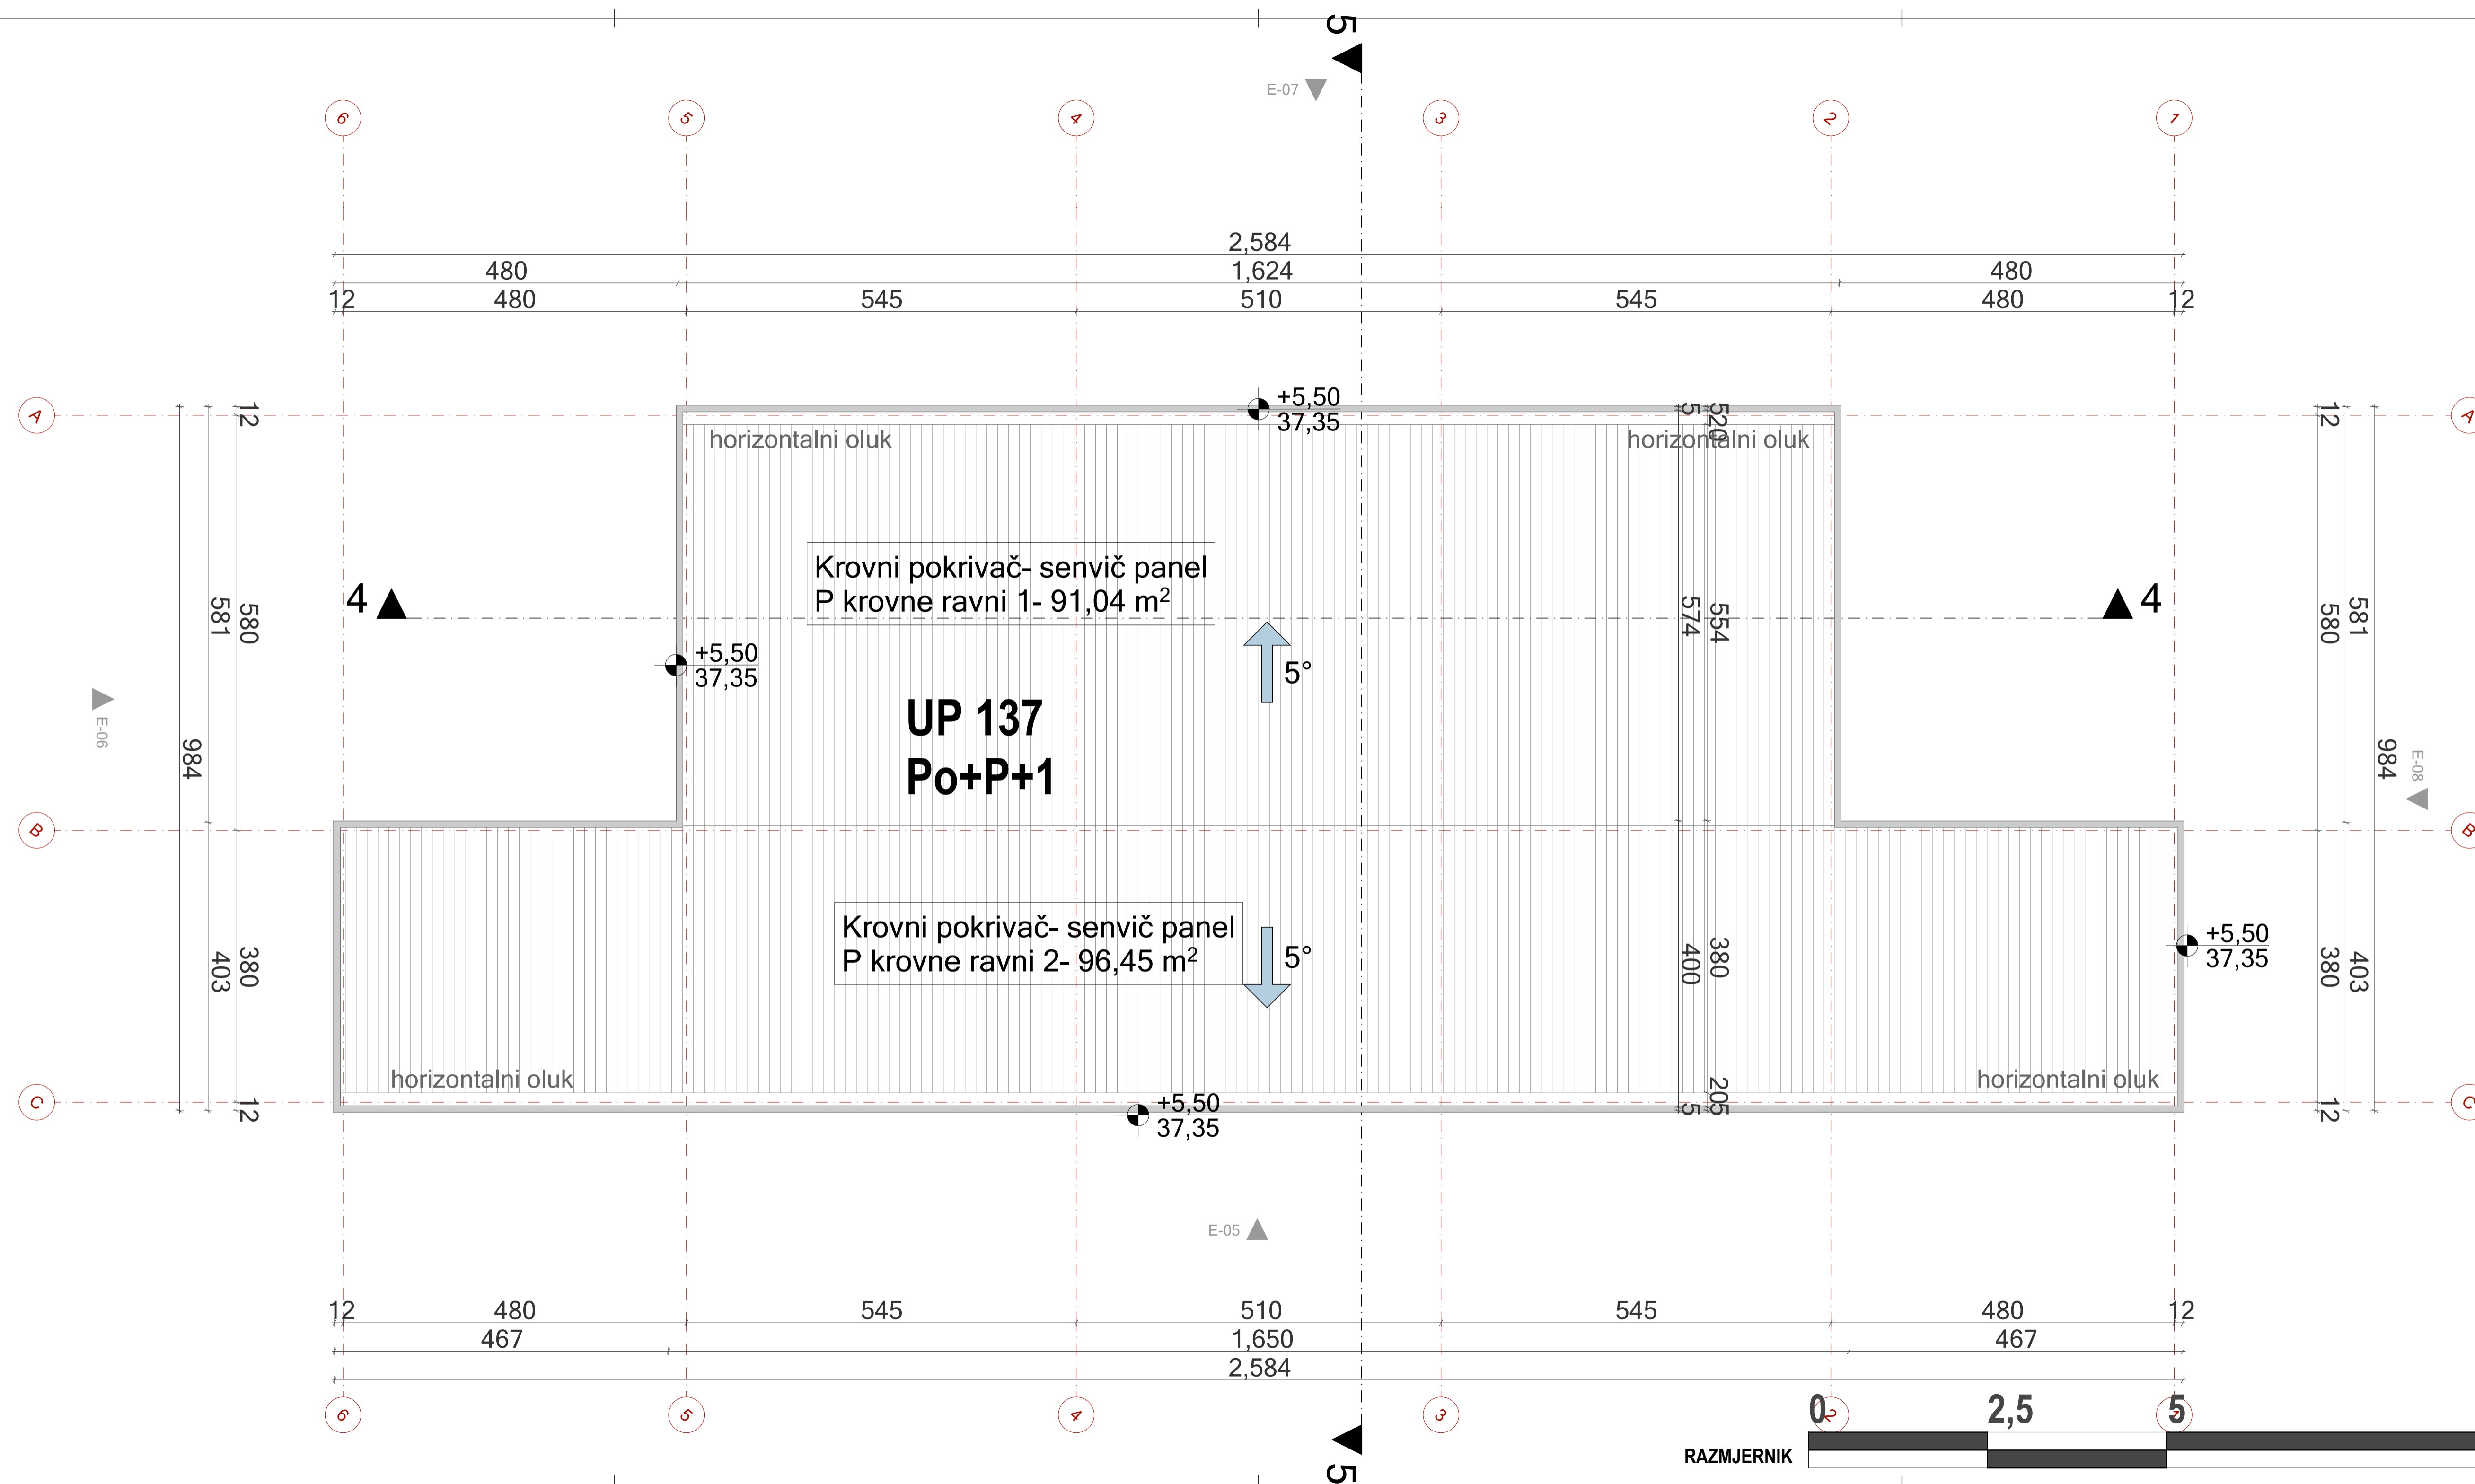 5
E-07
6 5 4 3 2 1
2,584
480 1,624 480
12 480 545 510 545 480 12
A A
12 12
+5,50
37,35
5 520
horizontalni oluk horizontalni oluk
Krovni pokrivač- senvič panel
P krovne ravni 1- 91,04 m²
4 4
581 580 574 554 580 581
+5,50
37,35
5°
UP 137
Po+P+1
E-06 984 984 E-08
B B
Krovni pokrivač- senvič panel
P krovne ravni 2- 96,45 m²
5°
403 380 400 380 380 403
+5,50
37,35
horizontalni oluk horizontalni oluk
C C
12 5 205 12
+5,50
37,35
E-05
12 480 545 510 545 480 12
467 1,650 467
2,584
6 5 4 3 2 1
0 2,5 5
RAZMJERNIK
5